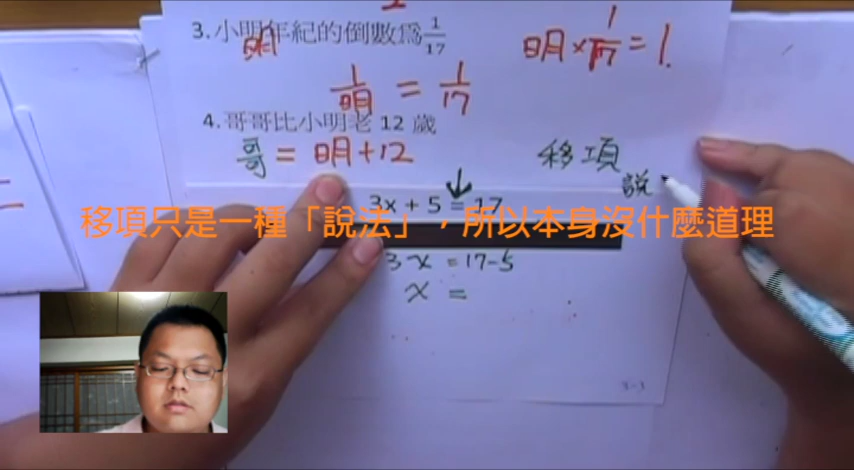 3.小明年紀的倒數為1/17
明
明×1/17=1.
1/明 = 1/17
4.哥哥比小明老 12 歲
哥哥 = 明+12
移項
說
3x + 5 = 17
移項只是一種「說法」，所以本身沒什麼道理
3x = 17-5
x =